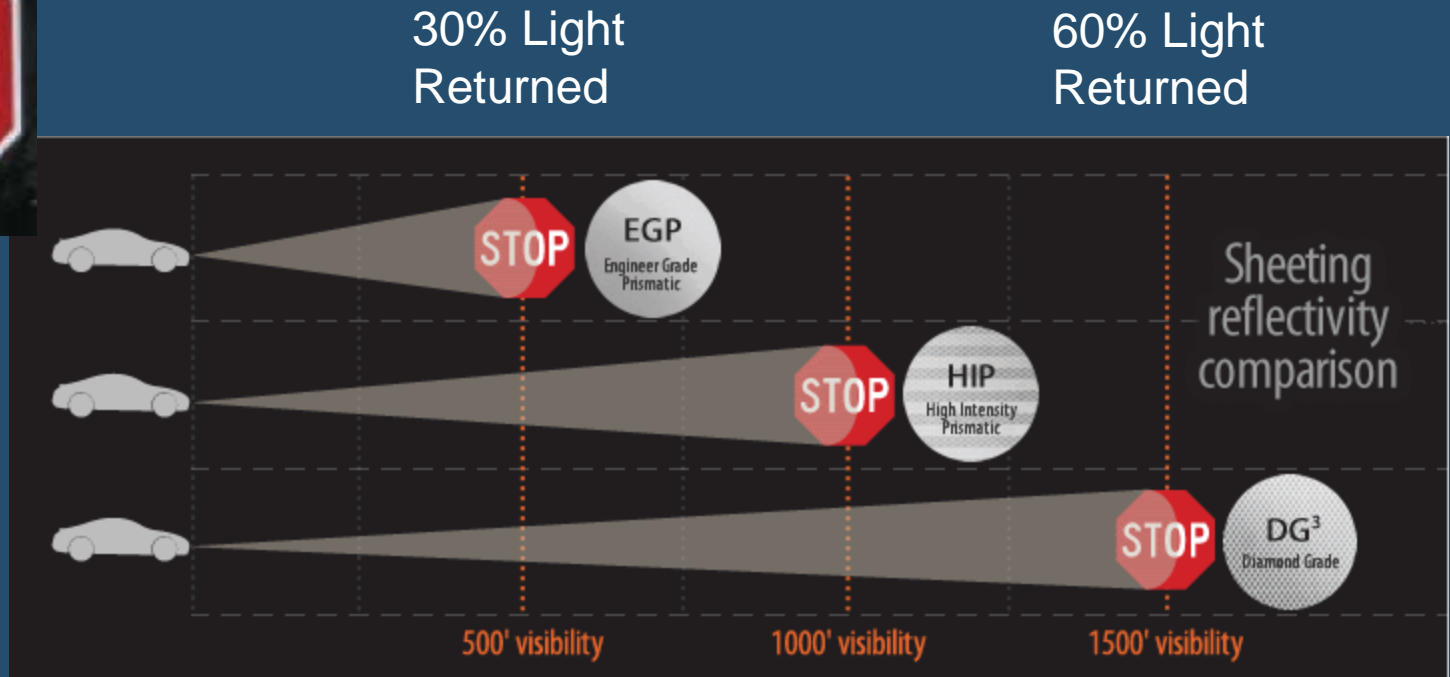 30% Light
Returned
60% Light
Returned
STOP
EGP
Engineer Grade
Prismatic
STOP
HIP
High Intensity
Prismatic
Sheeting
reflectivity
comparison
STOP
DG³
Diamond Grade
500' visibility
1000' visibility
1500' visibility